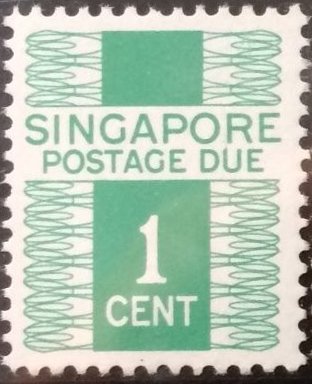 SINGAPORE
POSTAGE DUE
1
CENT